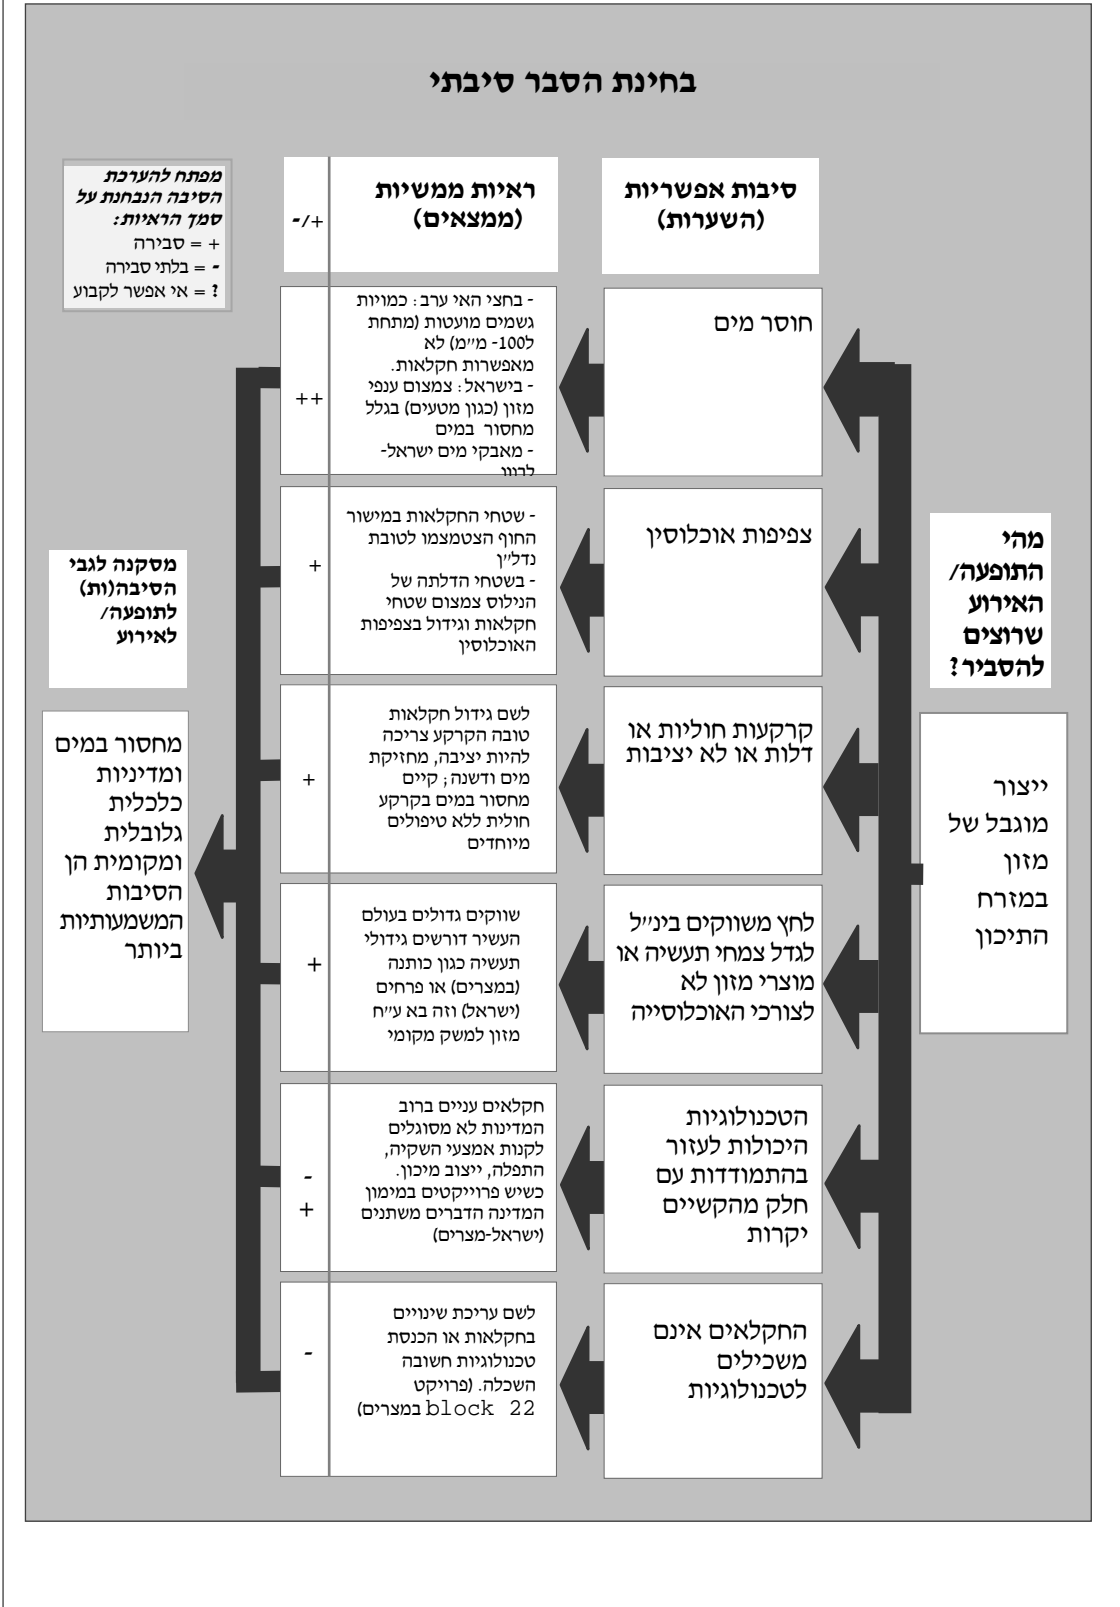 בחינת הסבר סיבתי
מהי
התופעה/
האירוע
שרוצים
להסביר?
ייצור
מוגבל של
מזון
במזרח
התיכון
סיבות אפשריות
(השערות)
ראיות ממשיות
(ממצאים)
+/-
חוסר מים
- בחצי האי ערב: כמויות
גשמים מועטות (מתחת
ל100- מ״מ) לא
מאפשרות חקלאות.
- בישראל: צמצום ענפי
מזון (כגון מטעים) בגלל
מחסור במים
- מאבקי מים ישראל-
++
צפיפות אוכלוסין
- שטחי החקלאות במישור
החוף הצטמצמו לטובת
נדל״ן
- בשטחי הדלתה של
הנילוס צמצום שטחי
חקלאות וגידול בצפיפות
האוכלוסין
+
קרקעות חוליות או
דלות או לא יציבות
לשם גידול חקלאות
טובה הקרקע צריכה
להיות יציבה, מחזיקת
מים ודשנה; קיים
מחסור במים בקרקע
חולית ללא טיפולים
מיוחדים
+
לחץ משווקים בינ״ל
לגדל צמחי תעשיה או
מוצרי מזון לא
לצורכי האוכלוסייה
שווקים גדולים בעולם
העשיר דורשים גידולי
תעשיה כגון כותנה
(במצרים) או פרחים
(ישראל) וזה בא ע״ח
מזון למשק מקומי
+
הטכנולוגיות
היכולות לעזור
בהתמודדות עם
חלק מהקשיים
יקרות
חקלאים עניים ברוב
המדינות לא מסוגלים
לקנות אמצעי השקיה,
התפלה, ייצוב מיכון.
כשיש פרוייקטים במימון
המדינה הדברים משתנים
(ישראל-מצרים)
-
+
החקלאים אינם
משכילים
לטכנולוגיות
לשם עריכת שינויים
בחקלאות או הכנסת
טכנולוגיות חשובה
השכלה. (פרויקט
block 22 במצרים)
-
מפתח להערכת
הסיבה הנבחנת על
סמך הראיות:
+ = סבירה
- = בלתי סבירה
? = אי אפשר לקבוע
מסקנה לגבי
הסיבה(ות)
לתופעה/
לאירוע
מחסור במים
ומדיניות
כלכלית
גלובלית
ומקומית הן
הסיבות
המשמעותיות
ביותר